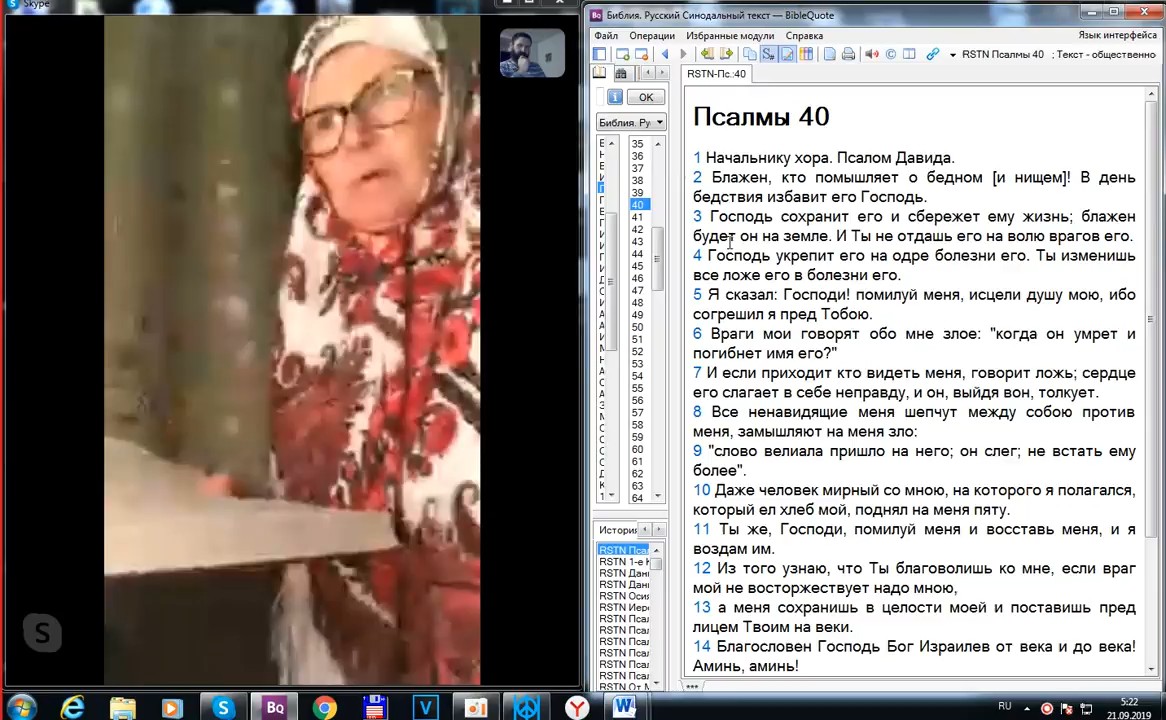 Skype
Библия. Русский Синодальный текст — BibleQuote
Файл Операции Избранные модули Справка Язык интерфейса
RSTN Псалмы 40 ; Текст - общественно
RSTN-Пс.:40
OK
Библия. Ру
35
36
37
38
39
40
41
42
43
44
45
46
47
48
49
50
51
52
53
54
55
56
57
58
59
60
61
62
63
64
История
RSTN Псал
RSTN 1-е
RSTN Дани
RSTN Дани
RSTN Осия
RSTN Иере
RSTN Псал
RSTN Псал
RSTN Псал
RSTN Псал
RSTN Псал
RSTN От М
Псалмы 40
1 Начальнику хора. Псалом Давида.
2 Блажен, кто помышляет о бедном [и нищем]! В день
бедствия избавит его Господь.
3 Господь сохранит его и сбережет ему жизнь; блажен
будет он на земле. И Ты не отдашь его на волю врагов его.
4 Господь укрепит его на одре болезни его. Ты изменишь
все ложе его в болезни его.
5 Я сказал: Господи! помилуй меня, исцели душу мою, ибо
согрешил я пред Тобою.
6 Враги мои говорят обо мне злое: "когда он умрет и
погибнет имя его?"
7 И если приходит кто видеть меня, говорит ложь; сердце
его слагает в себе неправду, и он, выйдя вон, толкует.
8 Все ненавидящие меня шепчут между собою против
меня, замышляют на меня зло:
9 "слово велиала пришло на него; он слег; не встать ему
более".
10 Даже человек мирный со мною, на которого я полагался,
который ел хлеб мой, поднял на меня пяту.
11 Ты же, Господи, помилуй меня и восставь меня, и я
воздам им.
12 Из того узнаю, что Ты благоволишь ко мне, если враг
мой не восторжествует надо мною,
13 а меня сохранишь в целости моей и поставишь пред
лицем Твоим на веки.
14 Благословен Господь Бог Израилев от века и до века!
Аминь, аминь!
***
RU
5:22
21.09.2019